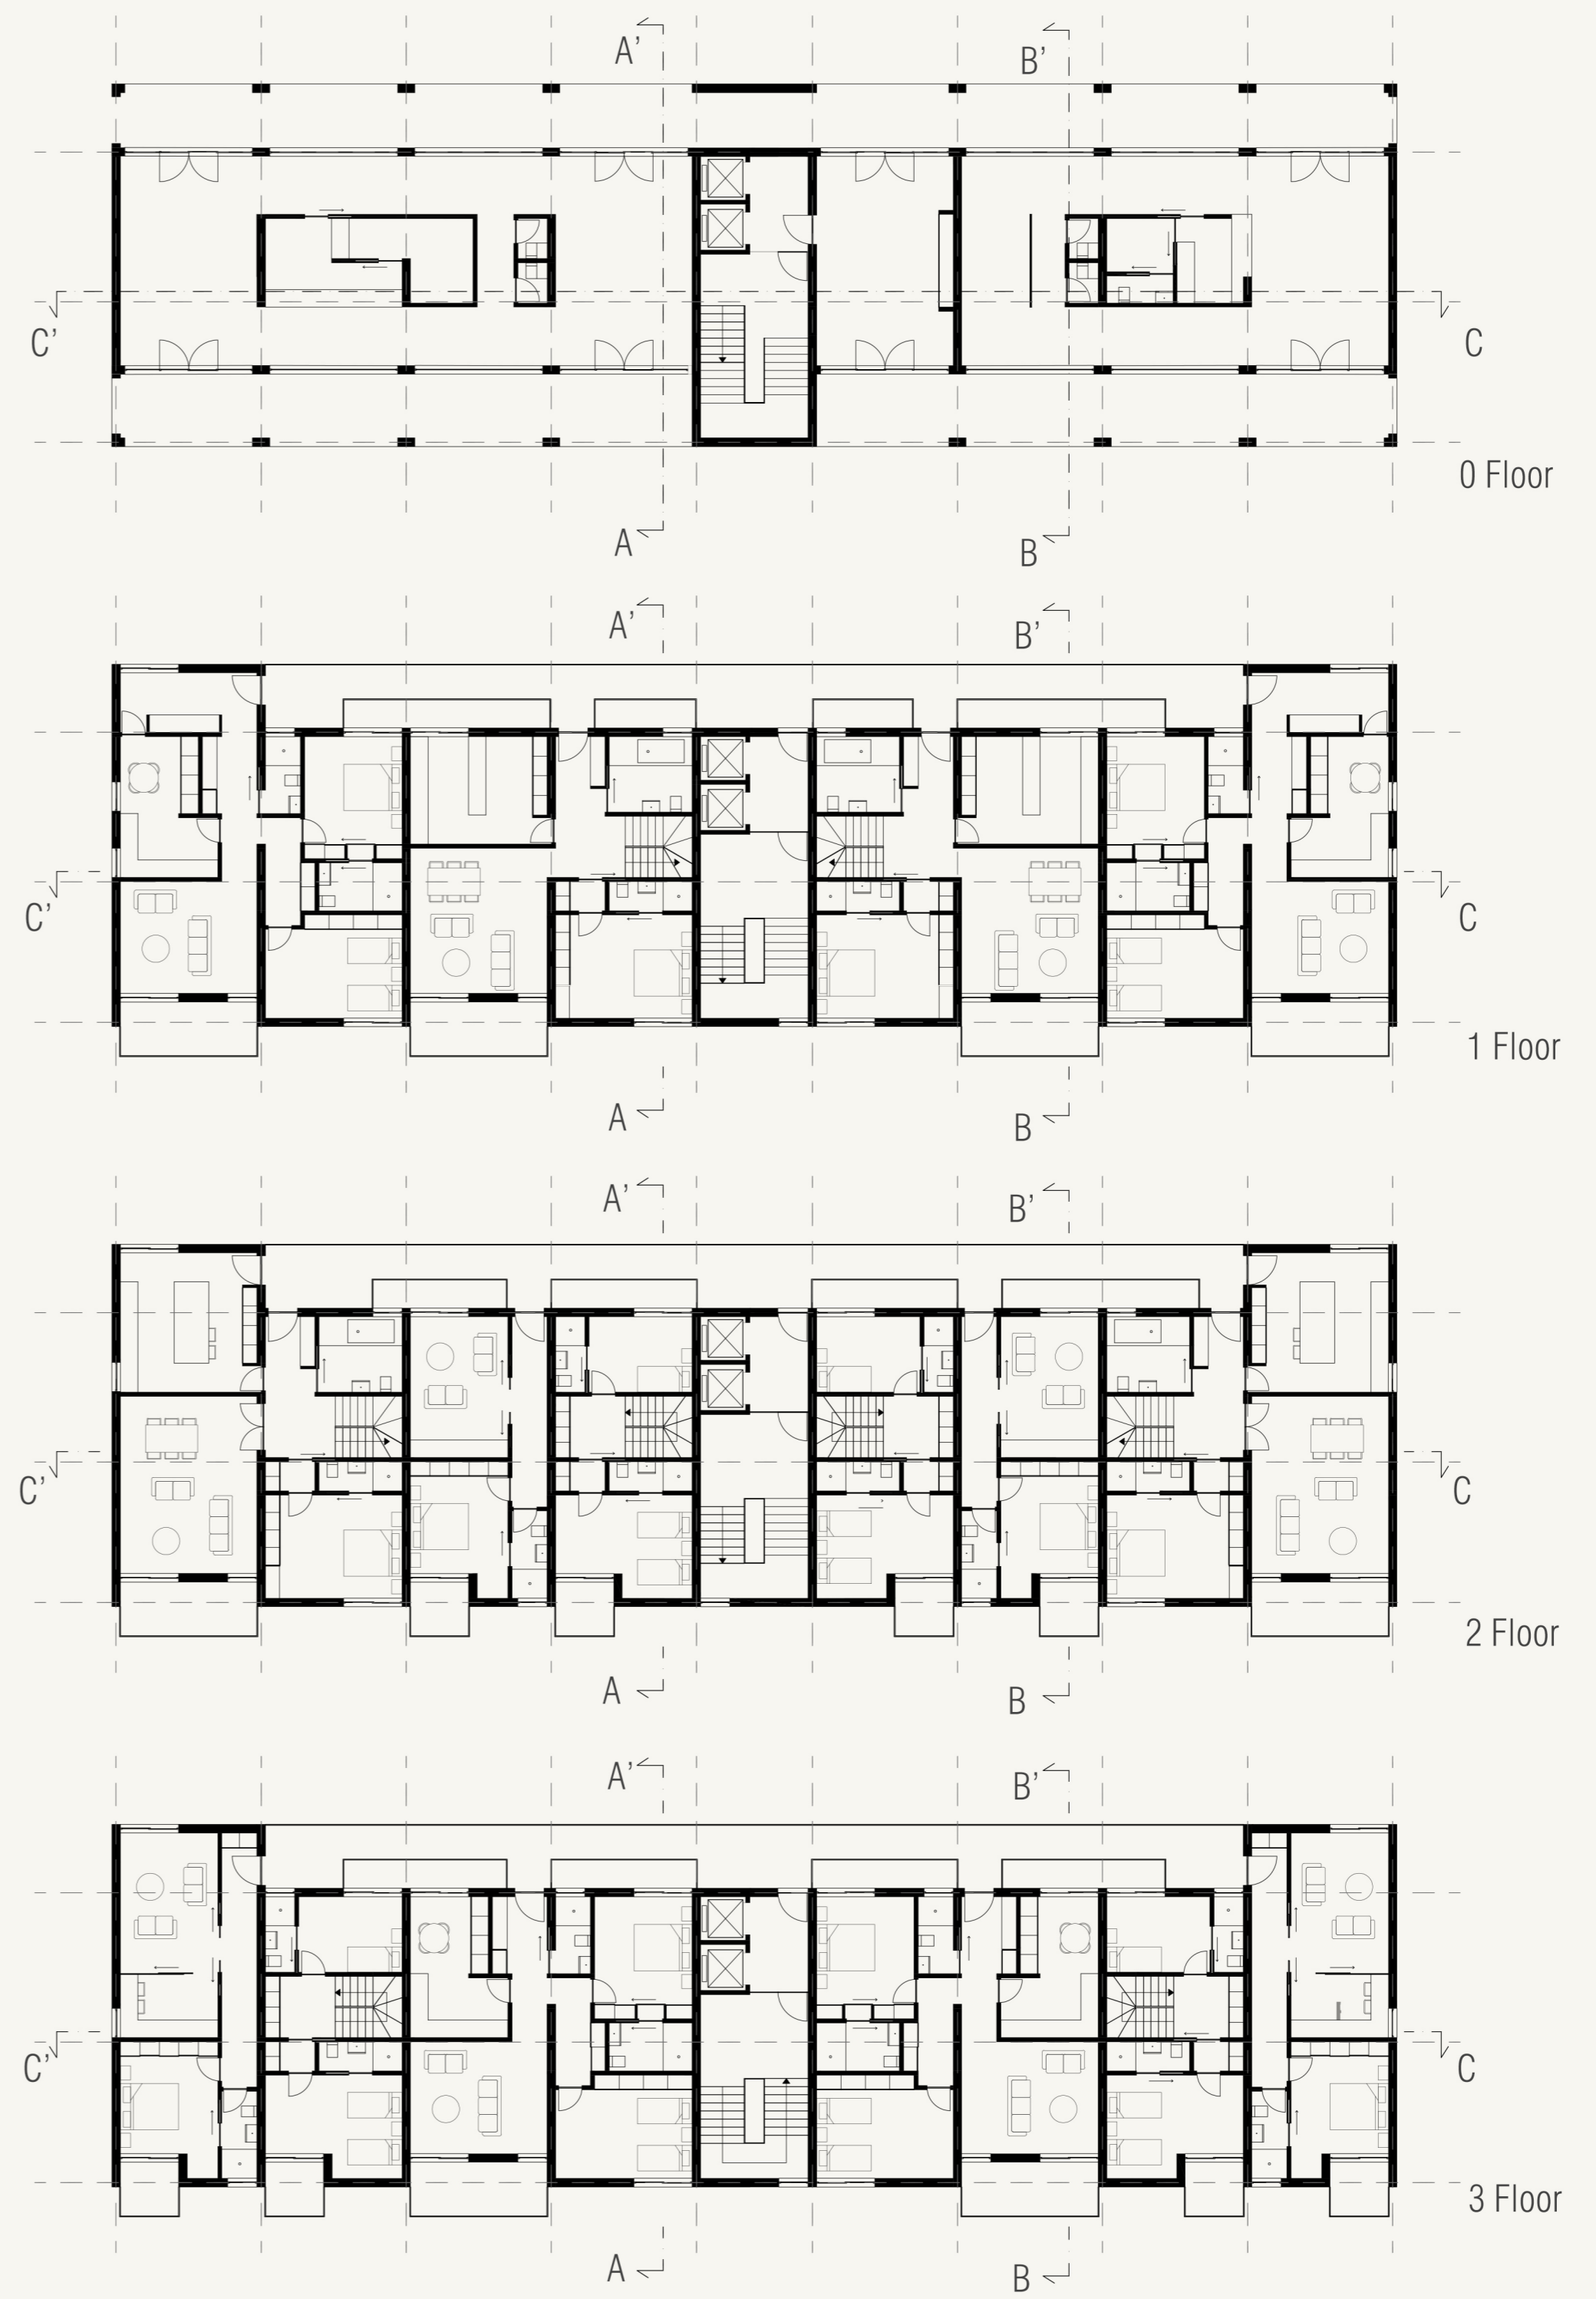 A’ B’
C’ C
0 Floor
A B
A’ B’
C’ C
1 Floor
A B
A’ B’
C’ C
2 Floor
A B
A’ B’
C’ C
3 Floor
A B